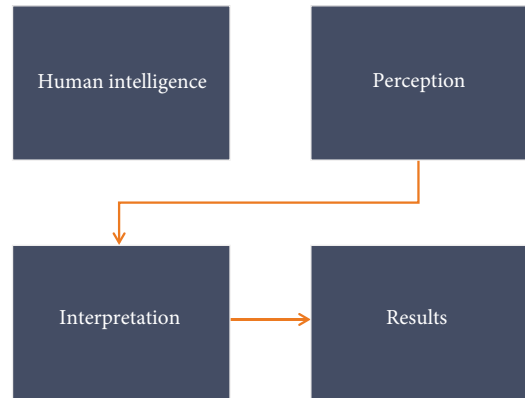 Human intelligence
Perception
Interpretation
Results